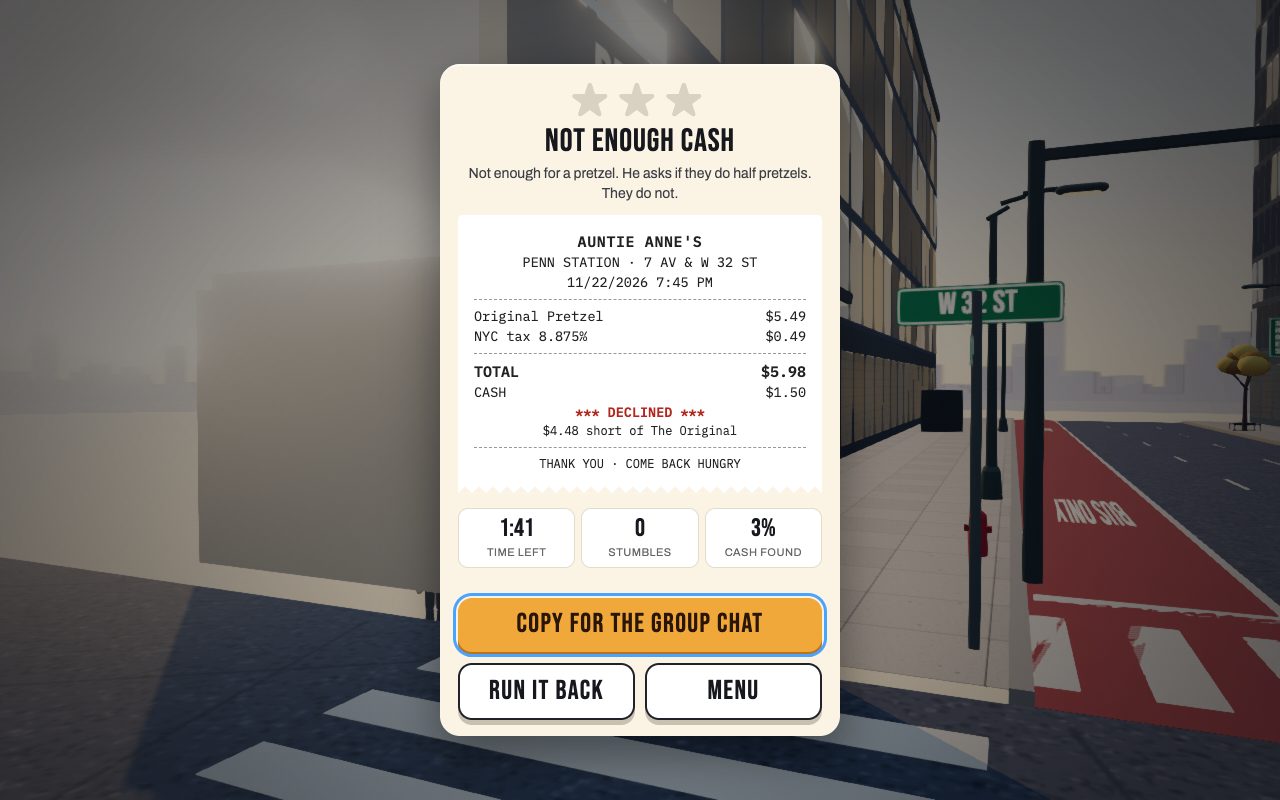 NOT ENOUGH CASH
Not enough for a pretzel. He asks if they do half pretzels.
They do not.
AUNTIE ANNE'S
PENN STATION · 7 AV & W 32 ST
11/22/2026 7:45 PM
Original Pretzel $5.49
NYC tax 8.875% $0.49
TOTAL $5.98
CASH $1.50
*** DECLINED ***
$4.48 short of The Original
THANK YOU · COME BACK HUNGRY
1:41 0 3%
TIME LEFT STUMBLES CASH FOUND
COPY FOR THE GROUP CHAT
RUN IT BACK MENU
W 32 ST
BUS ONLY